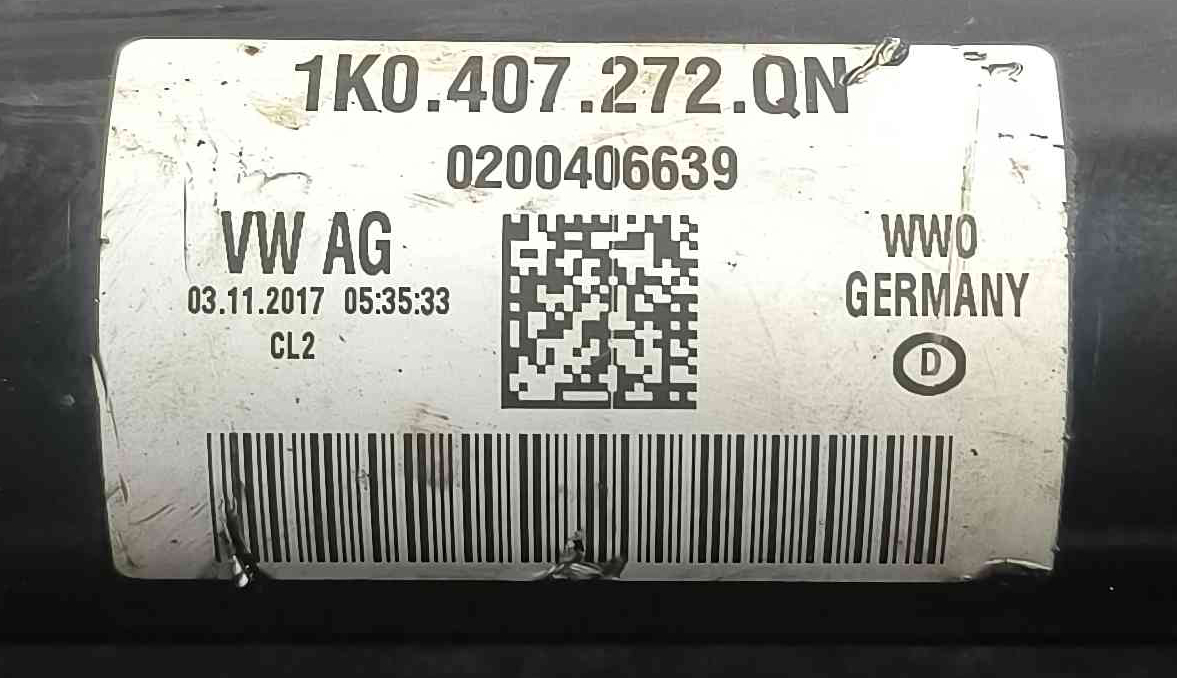 1K0.407.272.QN
0200406639
VW AG
03.11.2017 05:35:33
CL2
WWO
GERMANY
D